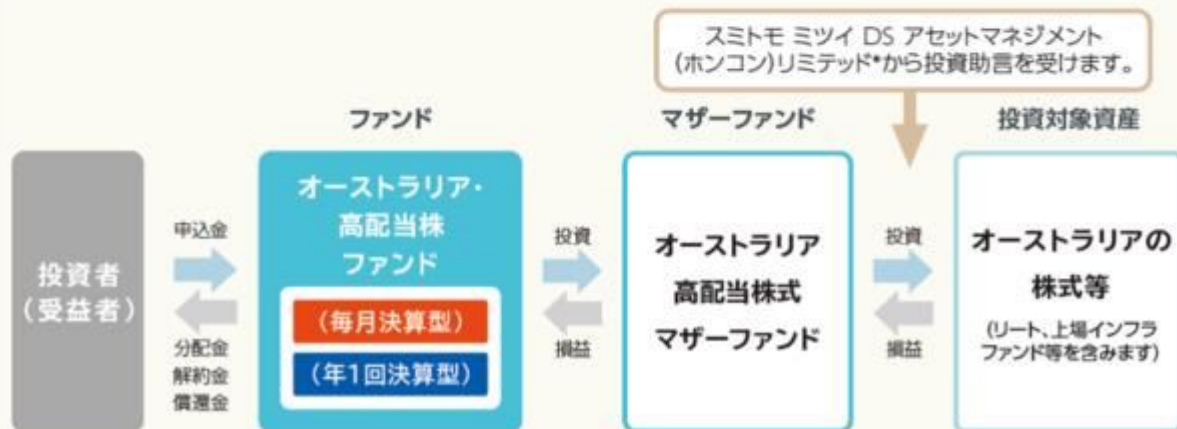 スミトモ ミツイ DS アセットマネジメント
(ホンコン)リミテッド*から投資助言を受けます。
ファンド
マザーファンド
投資対象資産
投資者
(受益者)
申込金
分配金
解約金
償還金
オーストラリア・
高配当株
ファンド
(毎月決算型)
(年1回決算型)
投資
損益
オーストラリア
高配当株式
マザーファンド
投資
損益
オーストラリアの
株式等
(リート、上場インフラ
ファンド等を含みます)